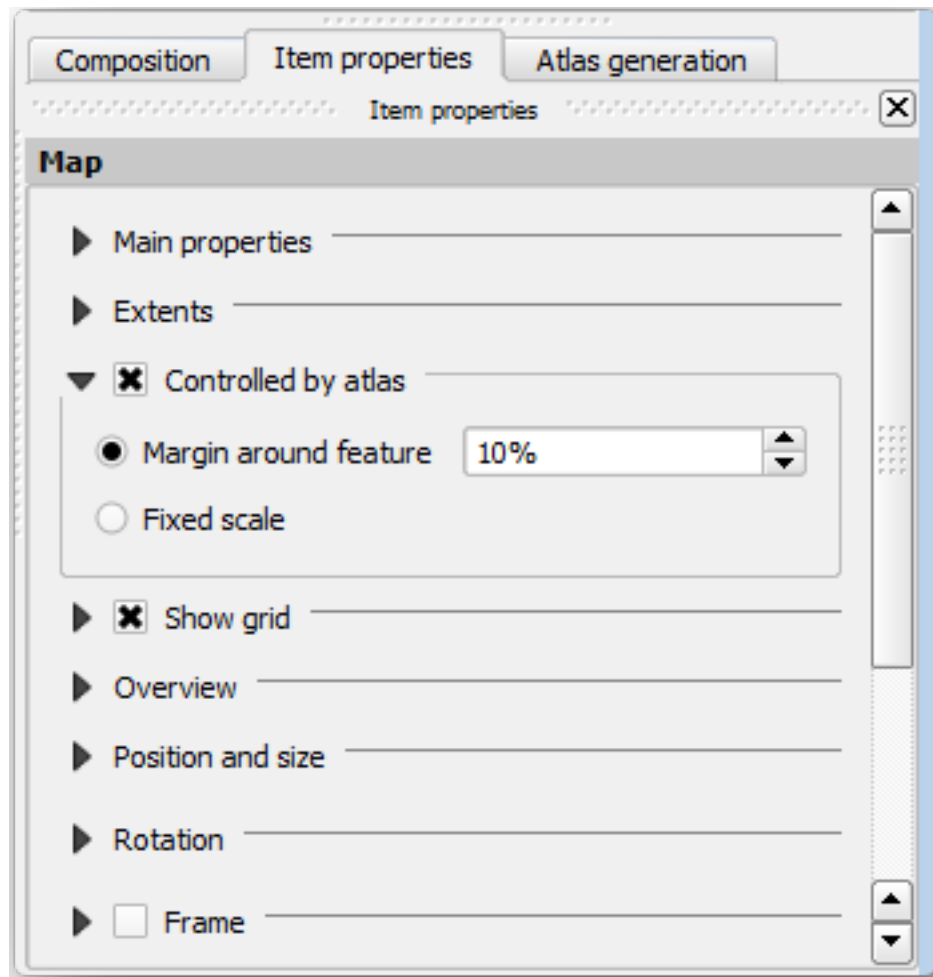 Composition Item properties Atlas generation
Item properties
Map
Main properties
Extents
Controlled by atlas
Margin around feature 10%
Fixed scale
Show grid
Overview
Position and size
Rotation
Frame